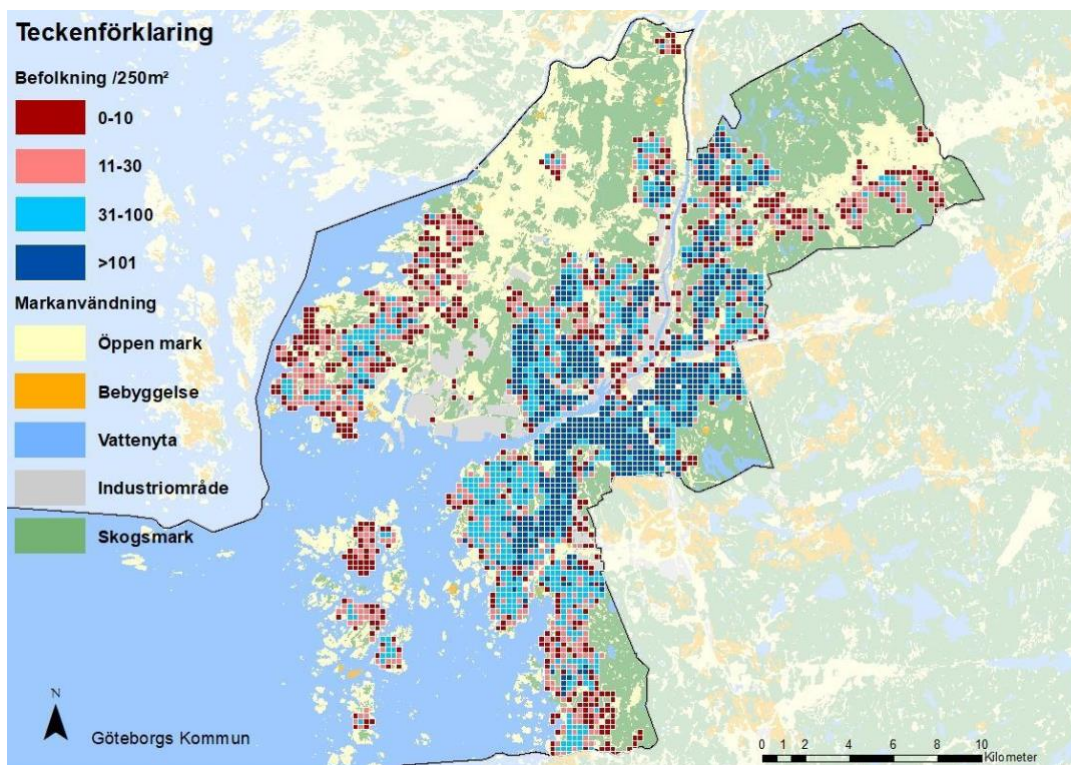 Teckenförklaring
Befolkning /250m²
0-10
11-30
31-100
>101
Markanvändning
Öppen mark
Bebyggelse
Vattenyta
Industriområde
Skogsmark
N
Göteborgs Kommun
0 1 2 4 6 8 10
Kilometer